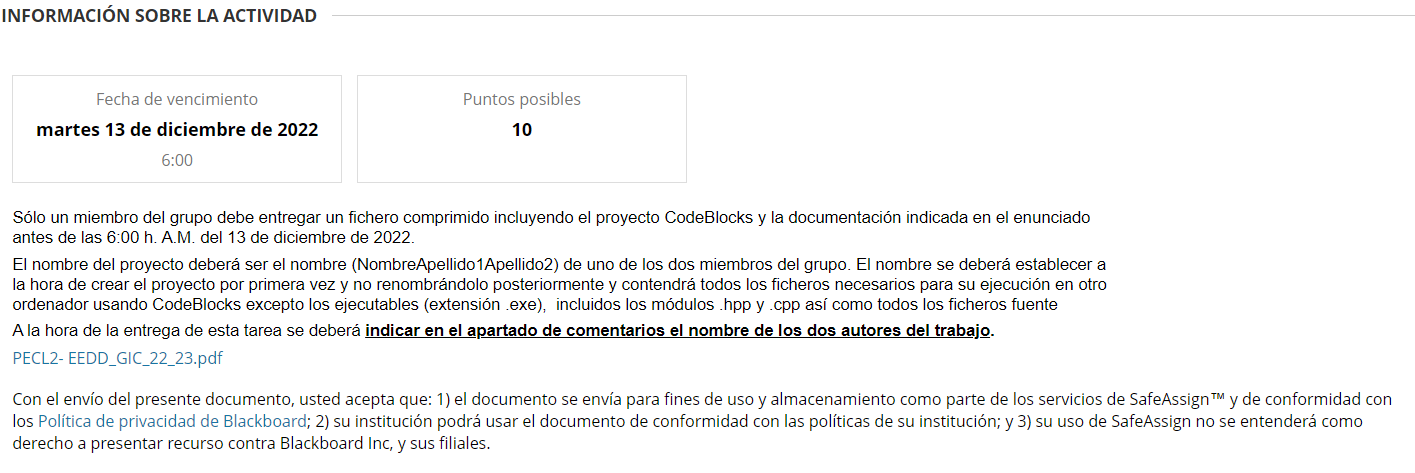 INFORMACIÓN SOBRE LA ACTIVIDAD
Fecha de vencimiento
martes 13 de diciembre de 2022
6:00
Puntos posibles
10
Sólo un miembro del grupo debe entregar un fichero comprimido incluyendo el proyecto CodeBlocks y la documentación indicada en el enunciado
antes de las 6:00 h. A.M. del 13 de diciembre de 2022.
El nombre del proyecto deberá ser el nombre (NombreApellido1Apellido2) de uno de los dos miembros del grupo. El nombre se deberá establecer a
la hora de crear el proyecto por primera vez y no renombrándolo posteriormente y contendrá todos los ficheros necesarios para su ejecución en otro
ordenador usando CodeBlocks excepto los ejecutables (extensión .exe), incluidos los módulos .hpp y .cpp así como todos los ficheros fuente
A la hora de la entrega de esta tarea se deberá indicar en el apartado de comentarios el nombre de los dos autores del trabajo.
PECL2- EEDD_GIC_22_23.pdf
Con el envío del presente documento, usted acepta que: 1) el documento se envía para fines de uso y almacenamiento como parte de los servicios de SafeAssign™ y de conformidad con
los Política de privacidad de Blackboard; 2) su institución podrá usar el documento de conformidad con las políticas de su institución; y 3) su uso de SafeAssign no se entenderá como
derecho a presentar recurso contra Blackboard Inc, y sus filiales.